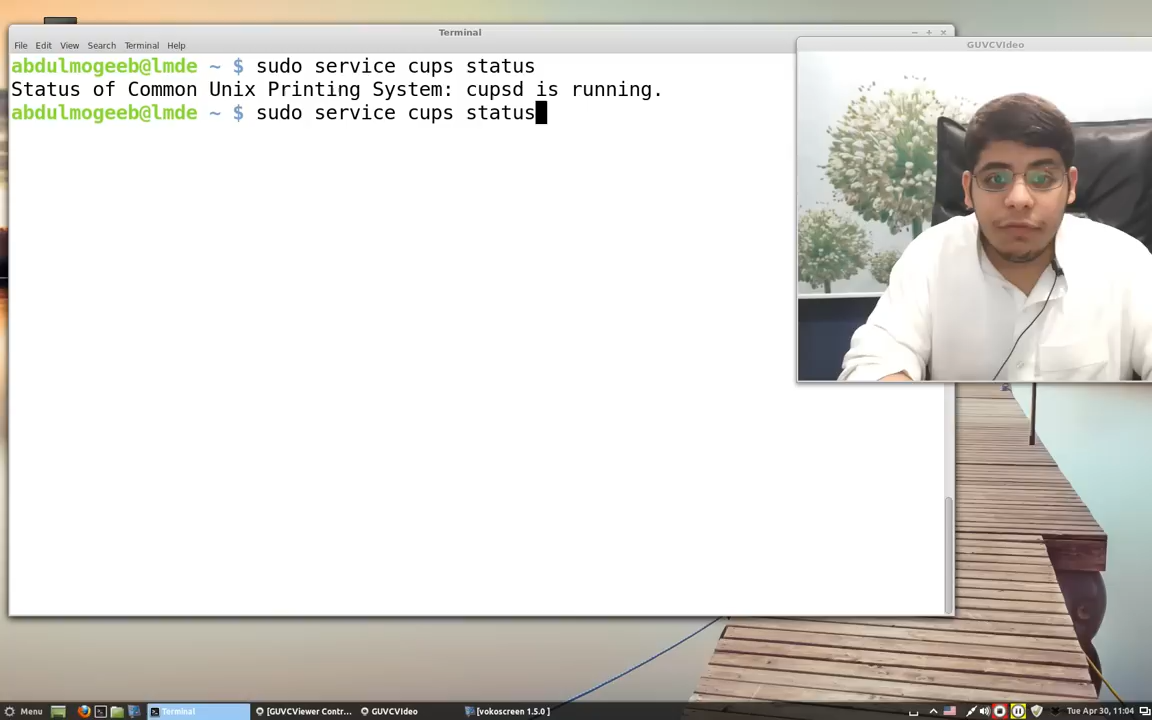 Terminal
File Edit View Search Terminal Help
GUVCVIdeo
abdulmogeeb@lmde ~ $ sudo service cups status
Status of Common Unix Printing System: cupsd is running.
abdulmogeeb@lmde ~ $ sudo service cups status
Menu Terminal [GUVCViewer Contr... GUVCVIdeo [vokoscreen 1.5.0 ] Tue Apr 30, 11:04